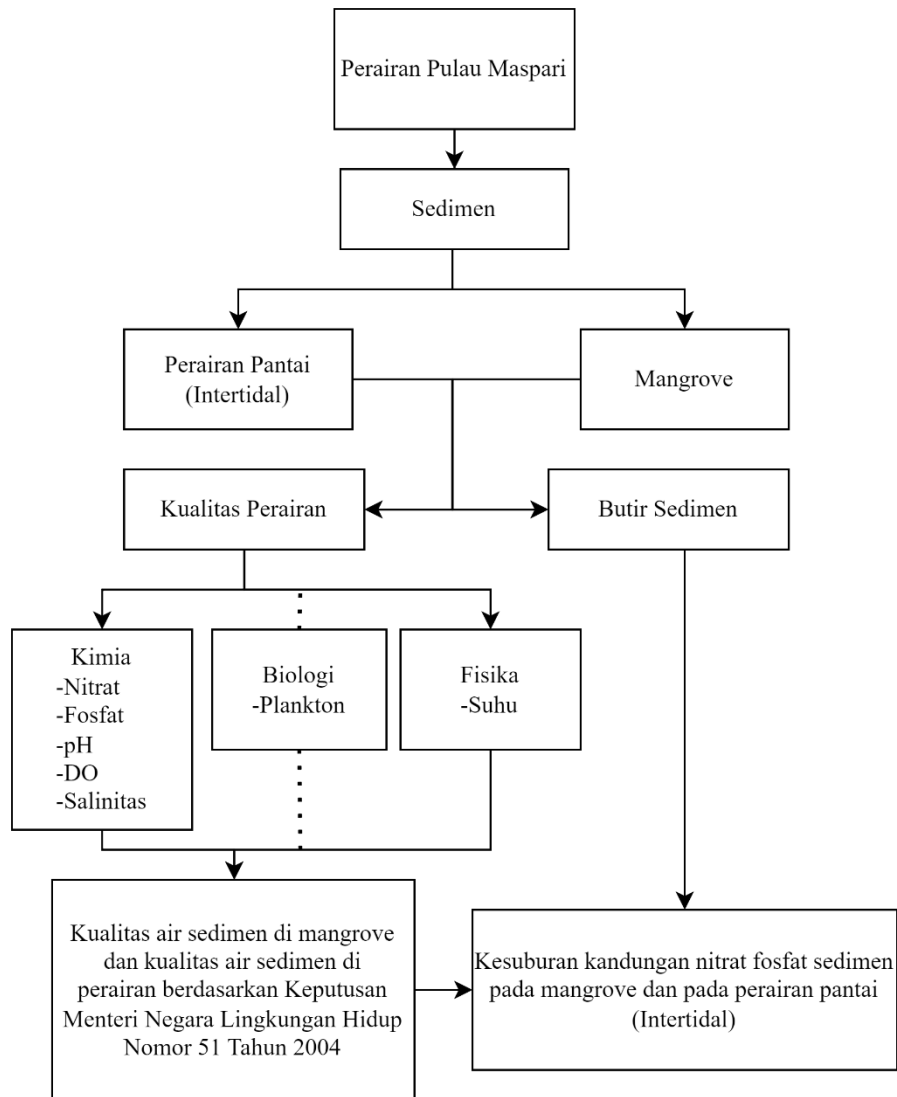 Perairan Pulau Maspari
Sedimen
Perairan Pantai
(Intertidal)
Mangrove
Kualitas Perairan
Butir Sedimen
Kimia
-Nitrat
-Fosfat
-pH
-DO
-Salinitas
Biologi
-Plankton
Fisika
-Suhu
Kualitas air sedimen di mangrove
dan kualitas air sedimen di
perairan berdasarkan Keputusan
Menteri Negara Lingkungan Hidup
Nomor 51 Tahun 2004
Kesuburan kandungan nitrat fosfat sedimen
pada mangrove dan pada perairan pantai
(Intertidal)